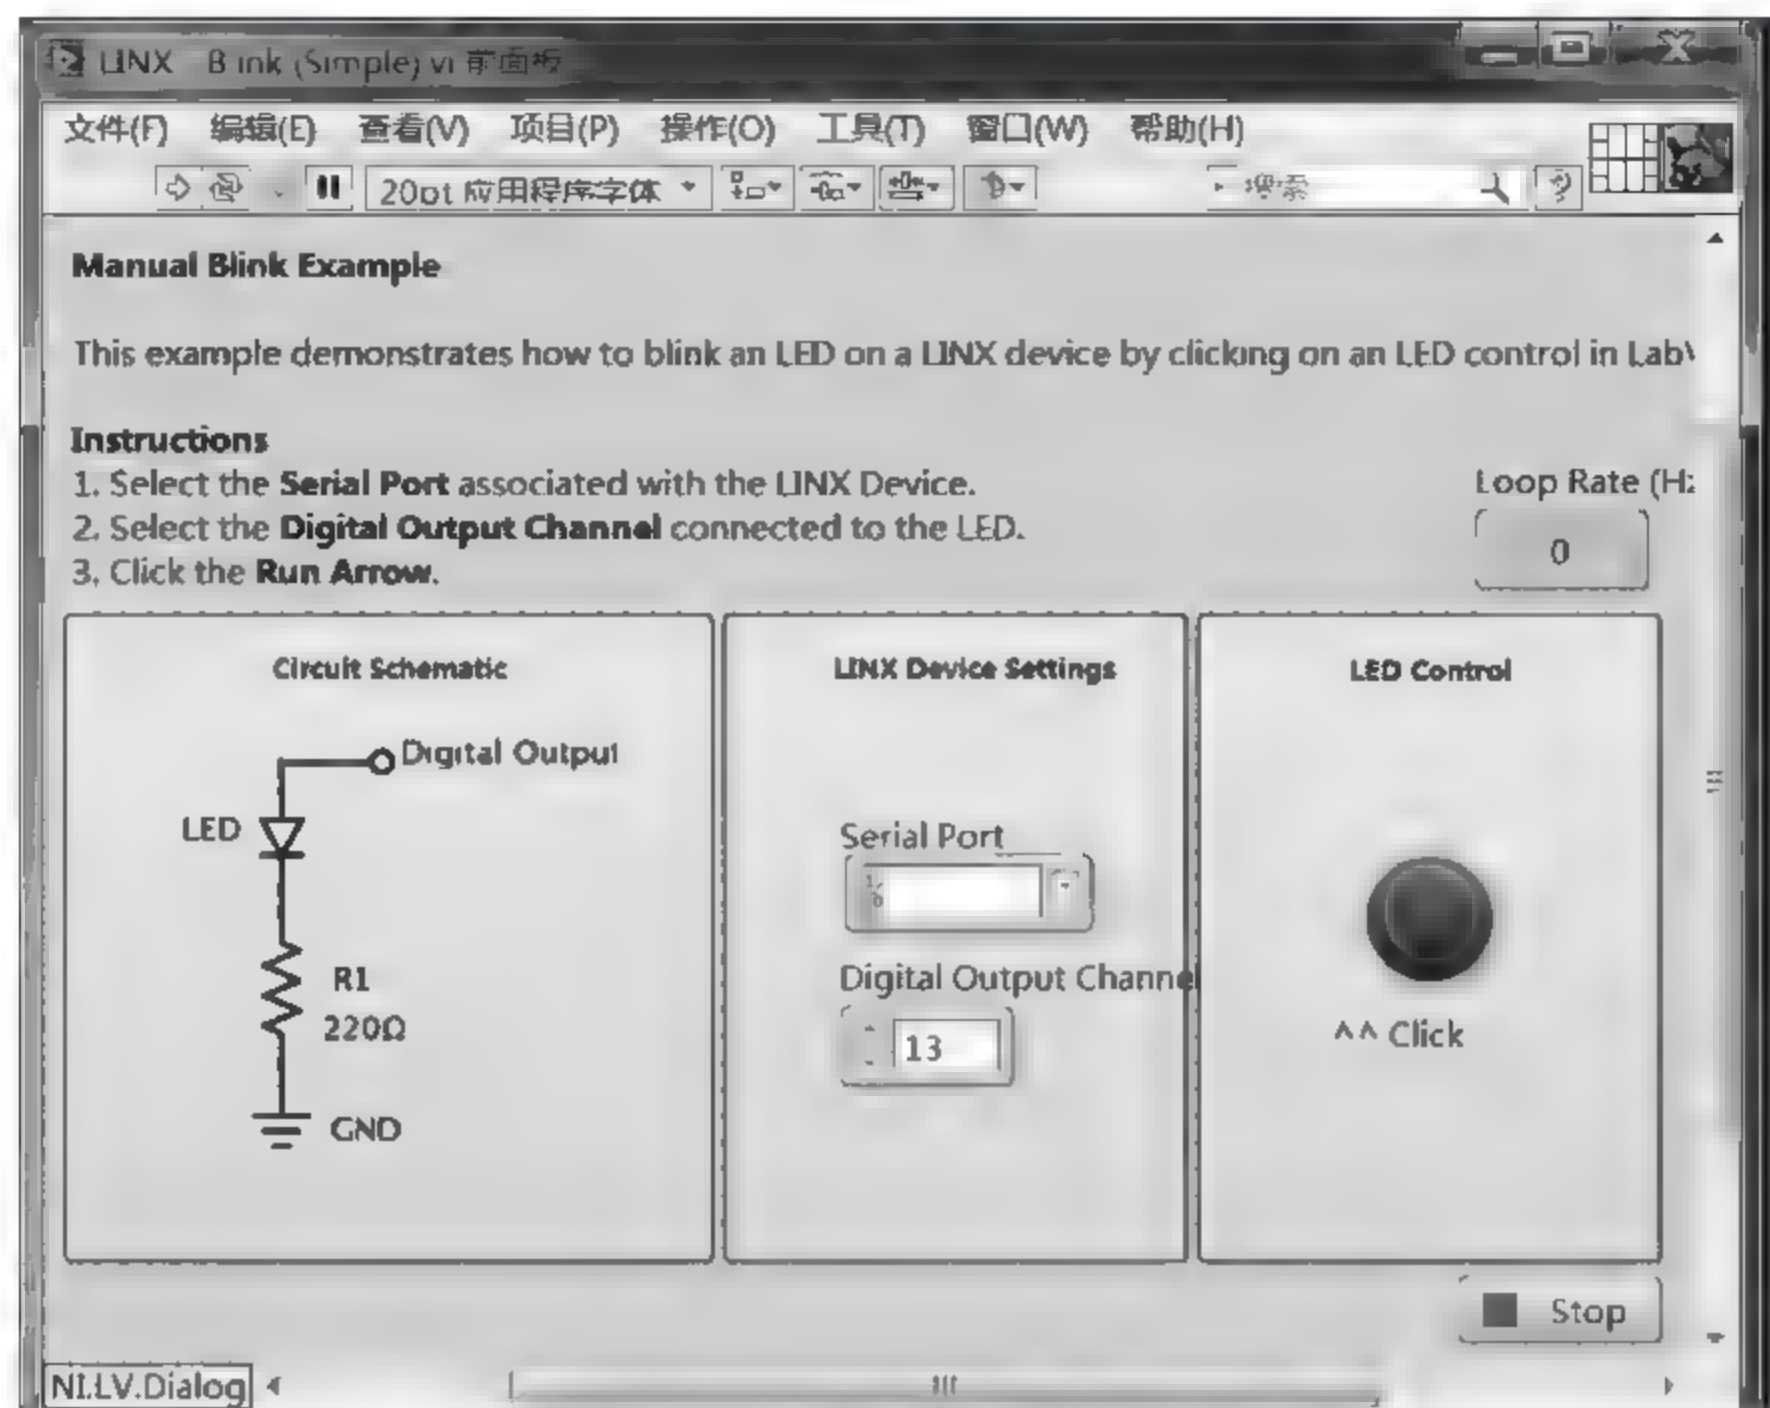 LINX B ink (Simple) vi 前面板
文件(F) 编辑(E) 查看(V) 项目(P) 操作(O) 工具(T) 窗口(W) 帮助(H)
20pt 应用程序字体 搜索
Manual Blink Example
This example demonstrates how to blink an LED on a LINX device by clicking on an LED control in Lab\
Instructions
1. Select the Serial Port associated with the LINX Device.
2. Select the Digital Output Channel connected to the LED.
3. Click the Run Arrow.
Loop Rate (Hz
0
Circuit Schematic
Digital Output
LED
R1
220Ω
GND
LINX Device Settings
Serial Port
Digital Output Channel
13
LED Control
^^ Click
Stop
NI.LV.Dialog